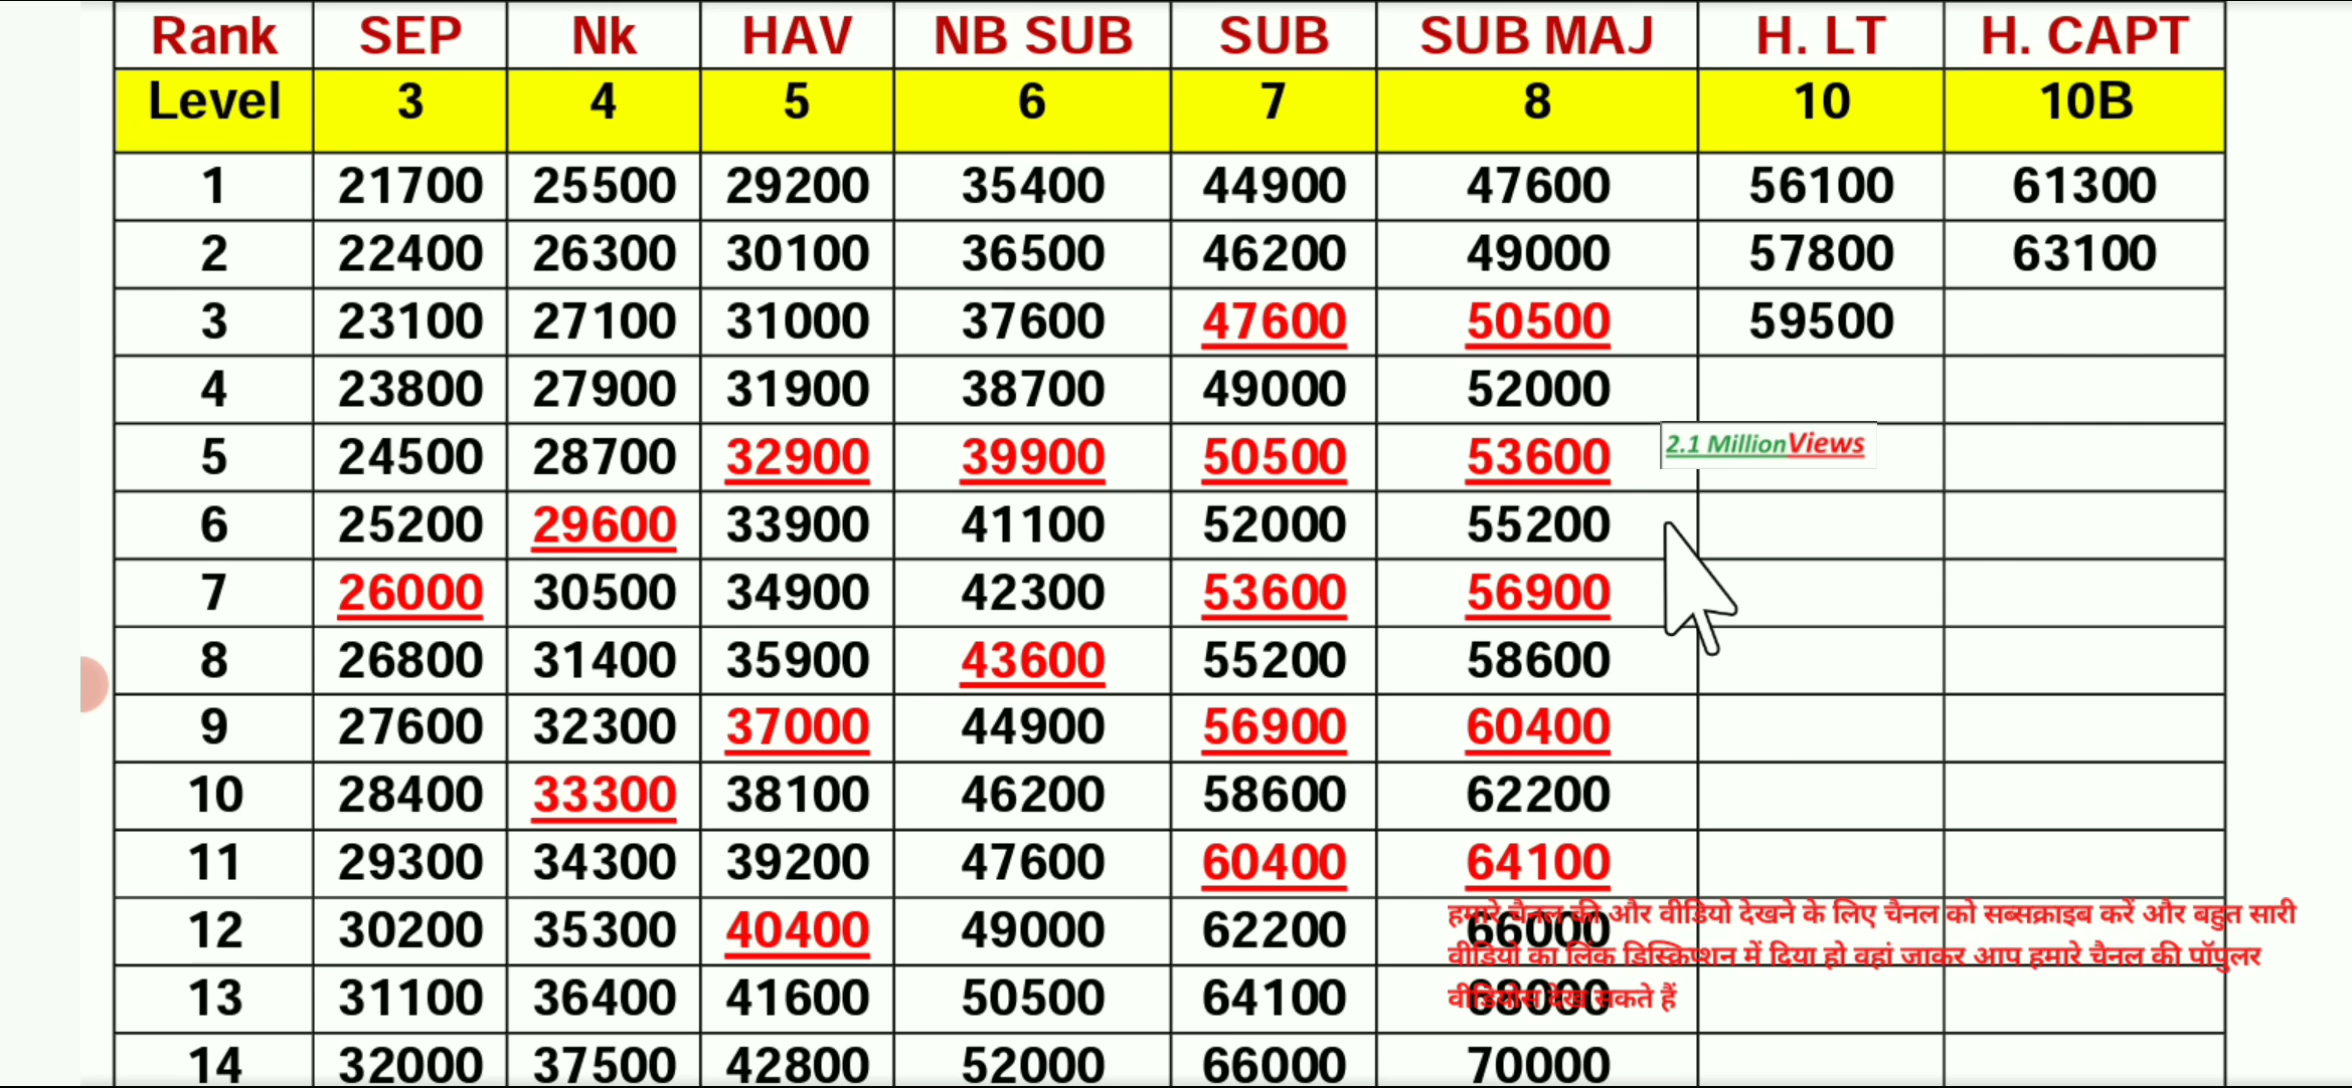 Rank SEP Nk HAV NB SUB SUB SUB MAJ H. LT H. CAPT
Level 3 4 5 6 7 8 10 10B
1 21700 25500 29200 35400 44900 47600 56100 61300
2 22400 26300 30100 36500 46200 49000 57800 63100
3 23100 27100 31000 37600 47600 50500 59500
4 23800 27900 31900 38700 49000 52000
5 24500 28700 32900 39900 50500 53600
2.1 MillionViews
6 25200 29600 33900 41100 52000 55200
7 26000 30500 34900 42300 53600 56900
8 26800 31400 35900 43600 55200 58600
9 27600 32300 37000 44900 56900 60400
10 28400 33300 38100 46200 58600 62200
11 29300 34300 39200 47600 60400 64100
12 30200 35300 40400 49000 62200 66000
हमारे चैनल की और वीडियो देखने के लिए चैनल को सब्सक्राइब करें और बहुत सारी
वीडियो का लिंक डिस्क्रिप्शन में दिया हो वहां जाकर आप हमारे चैनल की पॉपुलर
वीडियोस देख सकते हैं
13 31100 36400 41600 50500 64100 68000
14 32000 37500 42800 52000 66000 70000